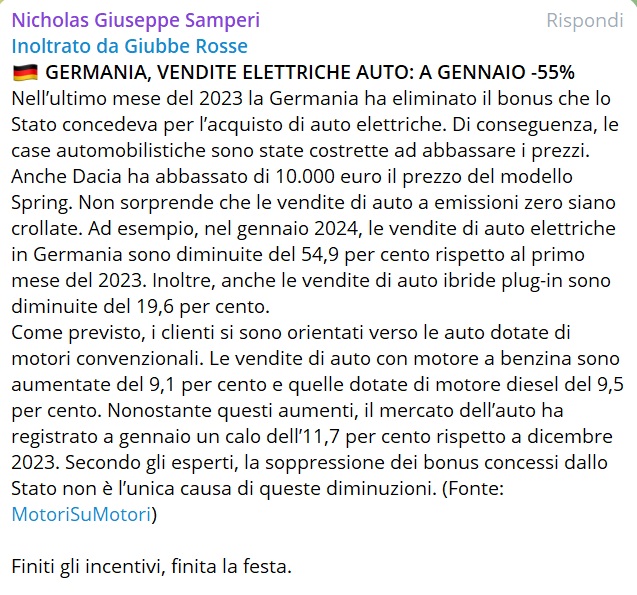 Nicholas Giuseppe Samperi Rispondi
Inoltrato da Giubbe Rosse
🇩🇪 GERMANIA, VENDITE ELETTRICHE AUTO: A GENNAIO -55%
Nell’ultimo mese del 2023 la Germania ha eliminato il bonus che lo
Stato concedeva per l’acquisto di auto elettriche. Di conseguenza, le
case automobilistiche sono state costrette ad abbassare i prezzi.
Anche Dacia ha abbassato di 10.000 euro il prezzo del modello
Spring. Non sorprende che le vendite di auto a emissioni zero siano
crollate. Ad esempio, nel gennaio 2024, le vendite di auto elettriche
in Germania sono diminuite del 54,9 per cento rispetto al primo
mese del 2023. Inoltre, anche le vendite di auto ibride plug-in sono
diminuite del 19,6 per cento.
Come previsto, i clienti si sono orientati verso le auto dotate di
motori convenzionali. Le vendite di auto con motore a benzina sono
aumentate del 9,1 per cento e quelle dotate di motore diesel del 9,5
per cento. Nonostante questi aumenti, il mercato dell’auto ha
registrato a gennaio un calo dell’11,7 per cento rispetto a dicembre
2023. Secondo gli esperti, la soppressione dei bonus concessi dallo
Stato non è l’unica causa di queste diminuzioni. (Fonte:
MotoriSuMotori)
Finiti gli incentivi, finita la festa.